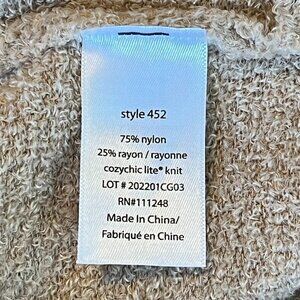 style 452
75% nylon
25% rayon / rayonne
cozychic lite® knit
LOT # 202201CG03
RN#111248
Made In China/
Fabriqué en Chine